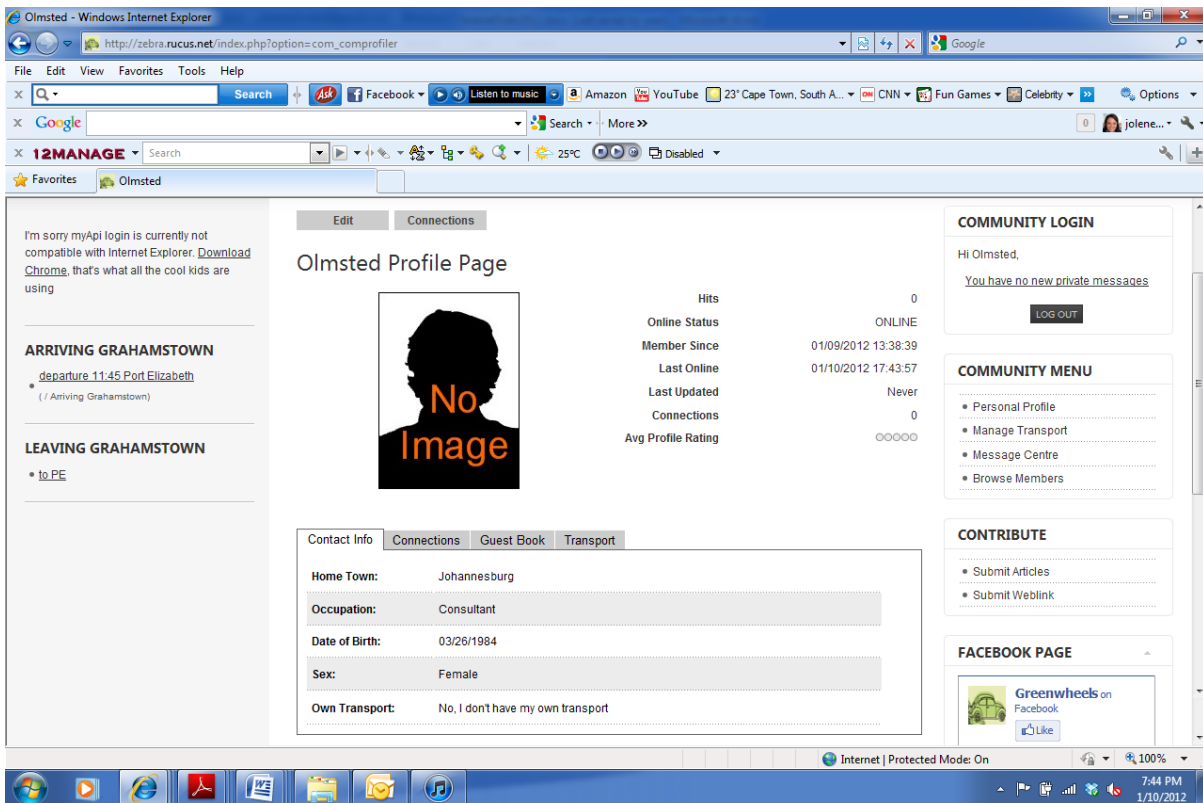 Olmsted - Windows Internet Explorer
http://zebra.rucus.net/index.php?option=com_comprofiler
Google
File Edit View Favorites Tools Help
x Search Ask Facebook Listen to music Amazon YouTube 23° Cape Town, South A... CNN Fun Games Celebrity >> Options
x Google Search More >> 0 jolene...
x 12MANAGE Search 25°C Disabled
Favorites Olmsted
I'm sorry myApi login is currently not
compatible with Internet Explorer. Download
Chrome, that's what all the cool kids are
using
ARRIVING GRAHAMSTOWN
departure 11:45 Port Elizabeth
( / Arriving Grahamstown)
LEAVING GRAHAMSTOWN
to PE
Edit Connections
Olmsted Profile Page
No
Image
Hits 0
Online Status ONLINE
Member Since 01/09/2012 13:38:39
Last Online 01/10/2012 17:43:57
Last Updated Never
Connections 0
Avg Profile Rating
Contact Info Connections Guest Book Transport
Home Town: Johannesburg
Occupation: Consultant
Date of Birth: 03/26/1984
Sex: Female
Own Transport: No, I don't have my own transport
COMMUNITY LOGIN
Hi Olmsted,
You have no new private messages
LOG OUT
COMMUNITY MENU
Personal Profile
Manage Transport
Message Centre
Browse Members
CONTRIBUTE
Submit Articles
Submit Weblink
FACEBOOK PAGE
Greenwheels on
Facebook
Like
Internet | Protected Mode: On 100%
7:44 PM
1/10/2012